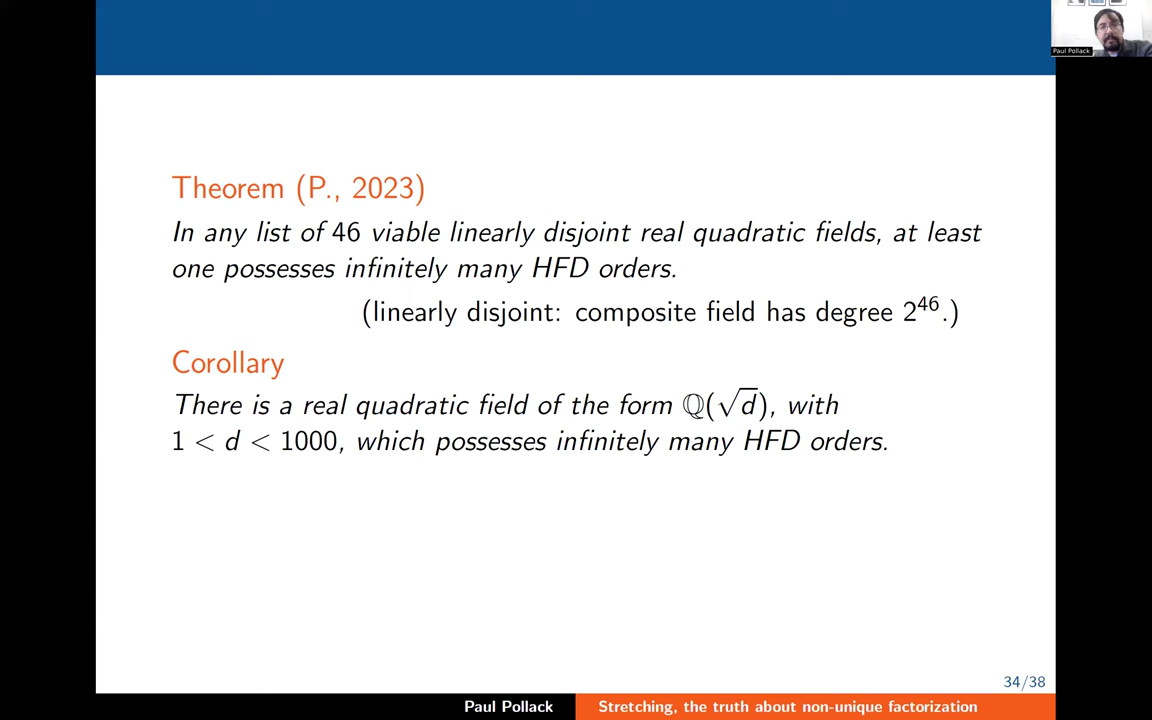 Paul Pollack
Theorem (P., 2023)
In any list of 46 viable linearly disjoint real quadratic fields, at least
one possesses infinitely many HFD orders.
(linearly disjoint: composite field has degree 2⁴⁶.)
Corollary
There is a real quadratic field of the form ℚ(√d), with
1 < d < 1000, which possesses infinitely many HFD orders.
34/38
Paul Pollack Stretching, the truth about non-unique factorization